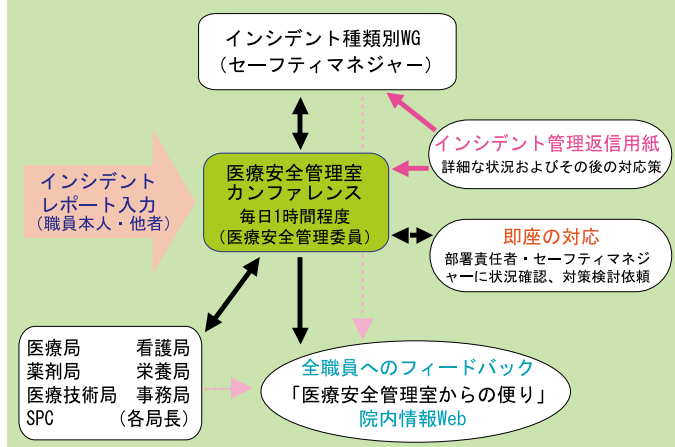 インシデント種類別WG
(セーフティマネジャー)
インシデント管理返信用紙
詳細な状況およびその後の対応策
インシデント
レポート入力
(職員本人・他者)
医療安全管理室
カンファレンス
毎日1時間程度
(医療安全管理委員)
即座の対応
部署責任者・セーフティマネジ
ャーに状況確認、対策検討依頼
医療局 看護局
薬剤局 栄養局
医療技術局 事務局
SPC (各局長)
全職員へのフィードバック
「医療安全管理室からの便り」
院内情報Web